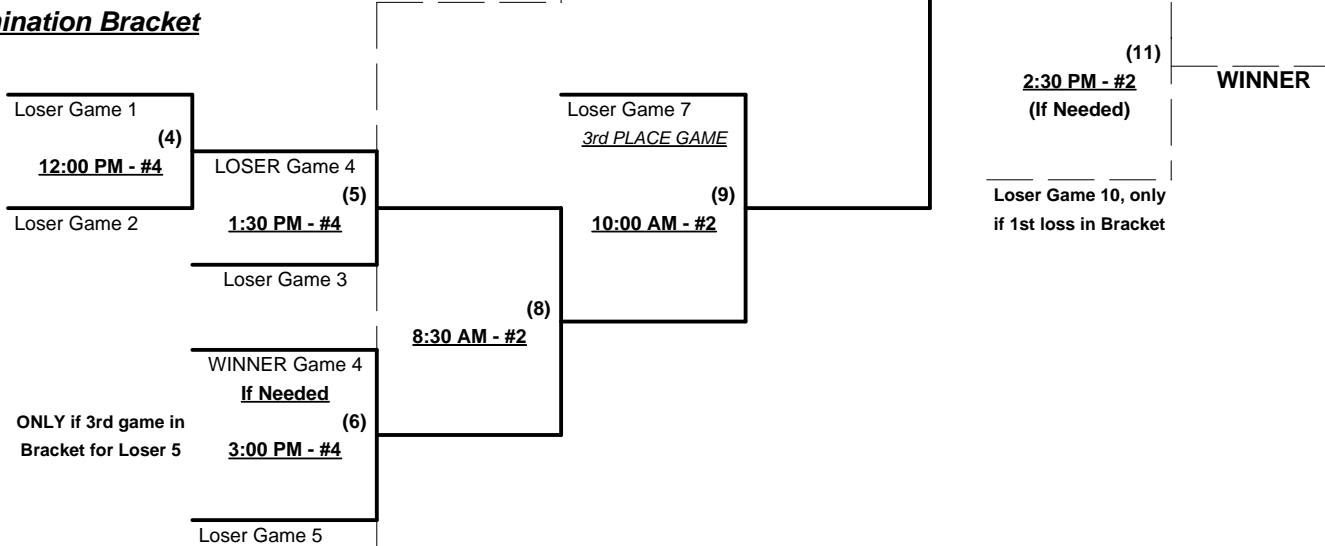 ination Bracket
(11)
2:30 PM - #2
WINNER
(If Needed)
Loser Game 10, only
if 1st loss in Bracket
Loser Game 1
(4)
12:00 PM - #4
Loser Game 2
LOSER Game 4
(5)
1:30 PM - #4
Loser Game 3
Loser Game 7
3rd PLACE GAME
(9)
10:00 AM - #2
(8)
8:30 AM - #2
WINNER Game 4
If Needed
(6)
3:00 PM - #4
ONLY if 3rd game in
Bracket for Loser 5
Loser Game 5